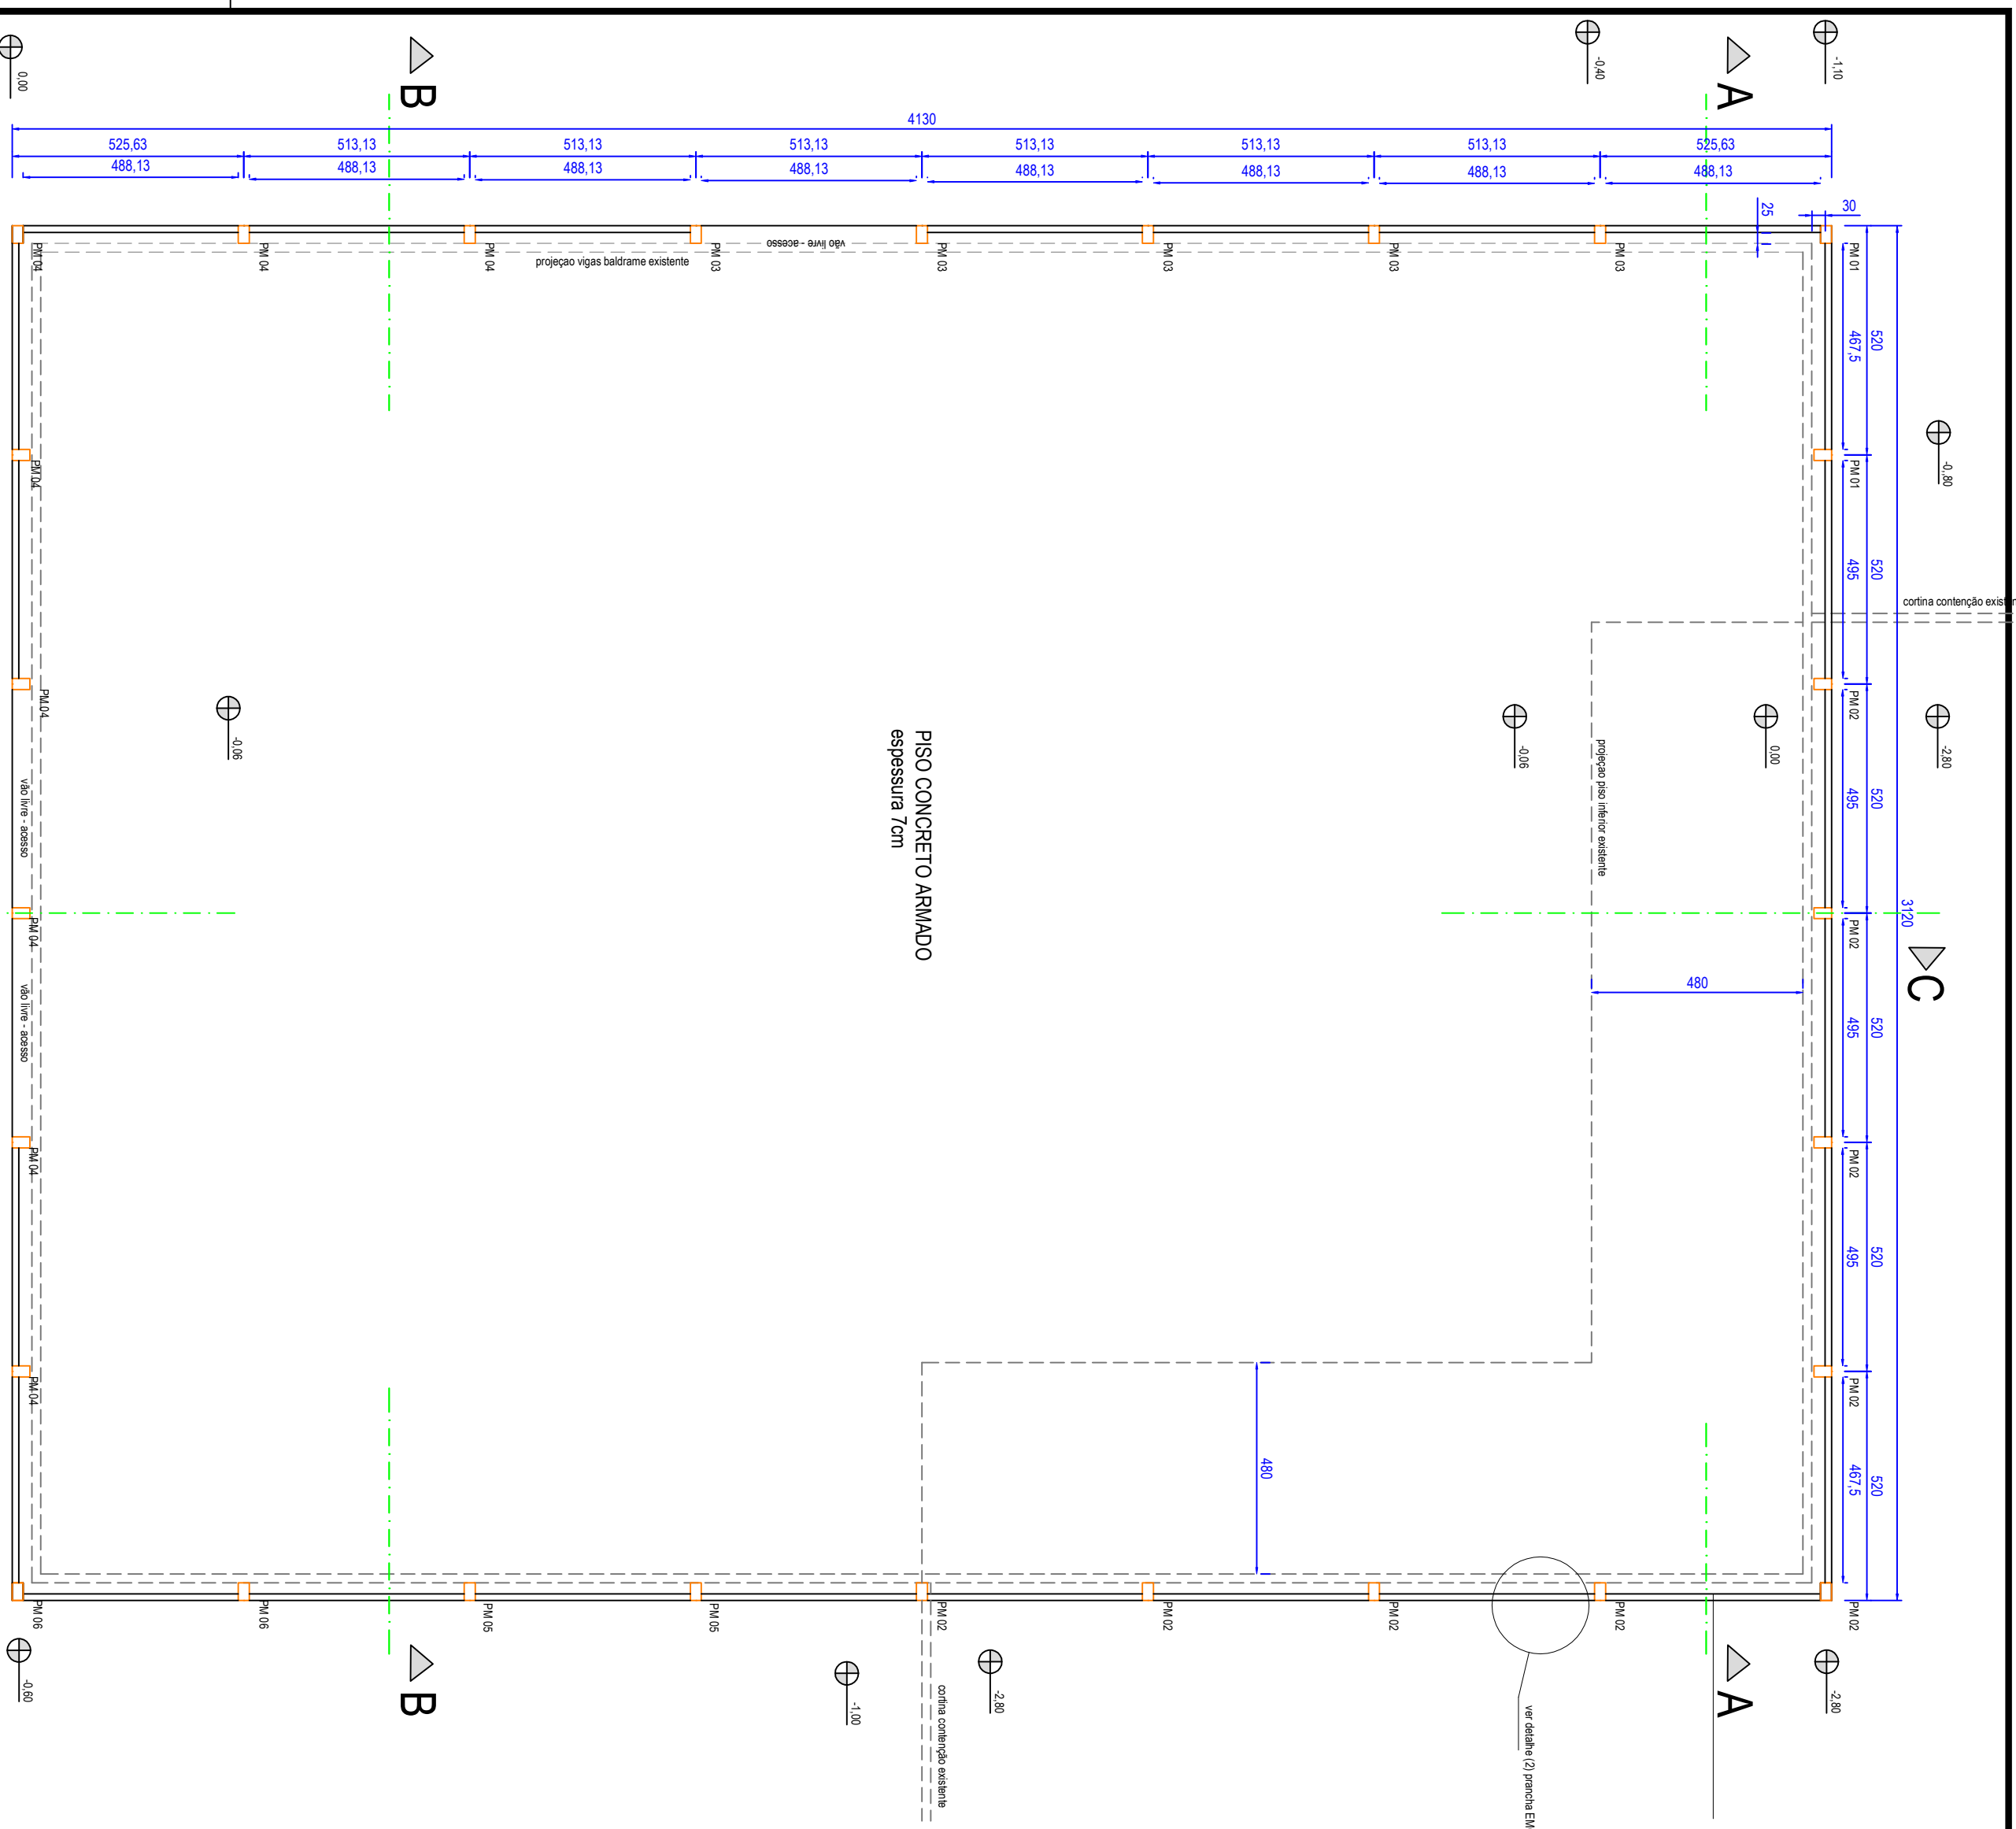 0,00
B
-0,40
A
-1,10
4130
525,63
513,13
513,13
513,13
513,13
513,13
513,13
525,63
488,13
488,13
488,13
488,13
488,13
488,13
488,13
488,13
25
30
PM 04
PM 04
PM 04
PM 03
PM 03
PM 03
PM 03
PM 03
PM 01
vão livre - acesso
projeçao vigas baldrame existente
520
467,5
-0,80
PM 04
PM 01
520
495
cortina contenção exist
PM 04
PM 02
-0,06
-0,06
0,00
-2,80
projeçao piso inferior existente
520
495
PISO CONCRETO ARMADO
espessura 7cm
vão livre - acesso
3120
PM 04
PM 02
C
480
vão livre - acesso
520
495
PM 04
PM 02
520
495
PM 04
PM 02
480
520
467,5
PM 06
PM 06
PM 05
PM 05
PM 02
PM 02
PM 02
PM 02
PM 02
-0,60
B
-1,00
-2,80
A
-2,80
cortina contenção existente
ver detalhe (2) prancha EM